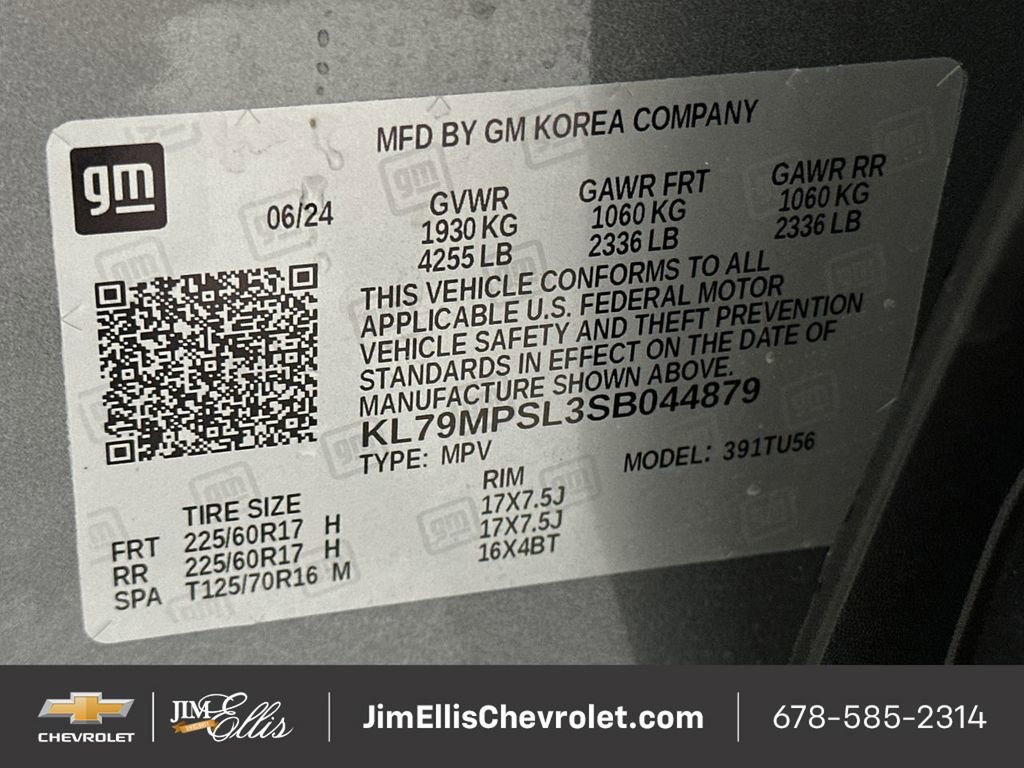 MFD BY GM KOREA COMPANY
gm
06/24
GVWR
1930 KG
4255 LB
GAWR FRT
1060 KG
2336 LB
GAWR RR
1060 KG
2336 LB
THIS VEHICLE CONFORMS TO ALL
APPLICABLE U.S. FEDERAL MOTOR
VEHICLE SAFETY AND THEFT PREVENTION
STANDARDS IN EFFECT ON THE DATE OF
MANUFACTURE SHOWN ABOVE.
KL79MPSL3SB044879
TYPE: MPV MODEL: 391TU56
TIRE SIZE RIM
FRT 225/60R17 H 17X7.5J
RR 225/60R17 H 17X7.5J
SPA T125/70R16 M 16X4BT
CHEVROLET
JIM Ellis
JimEllisChevrolet.com
678-585-2314